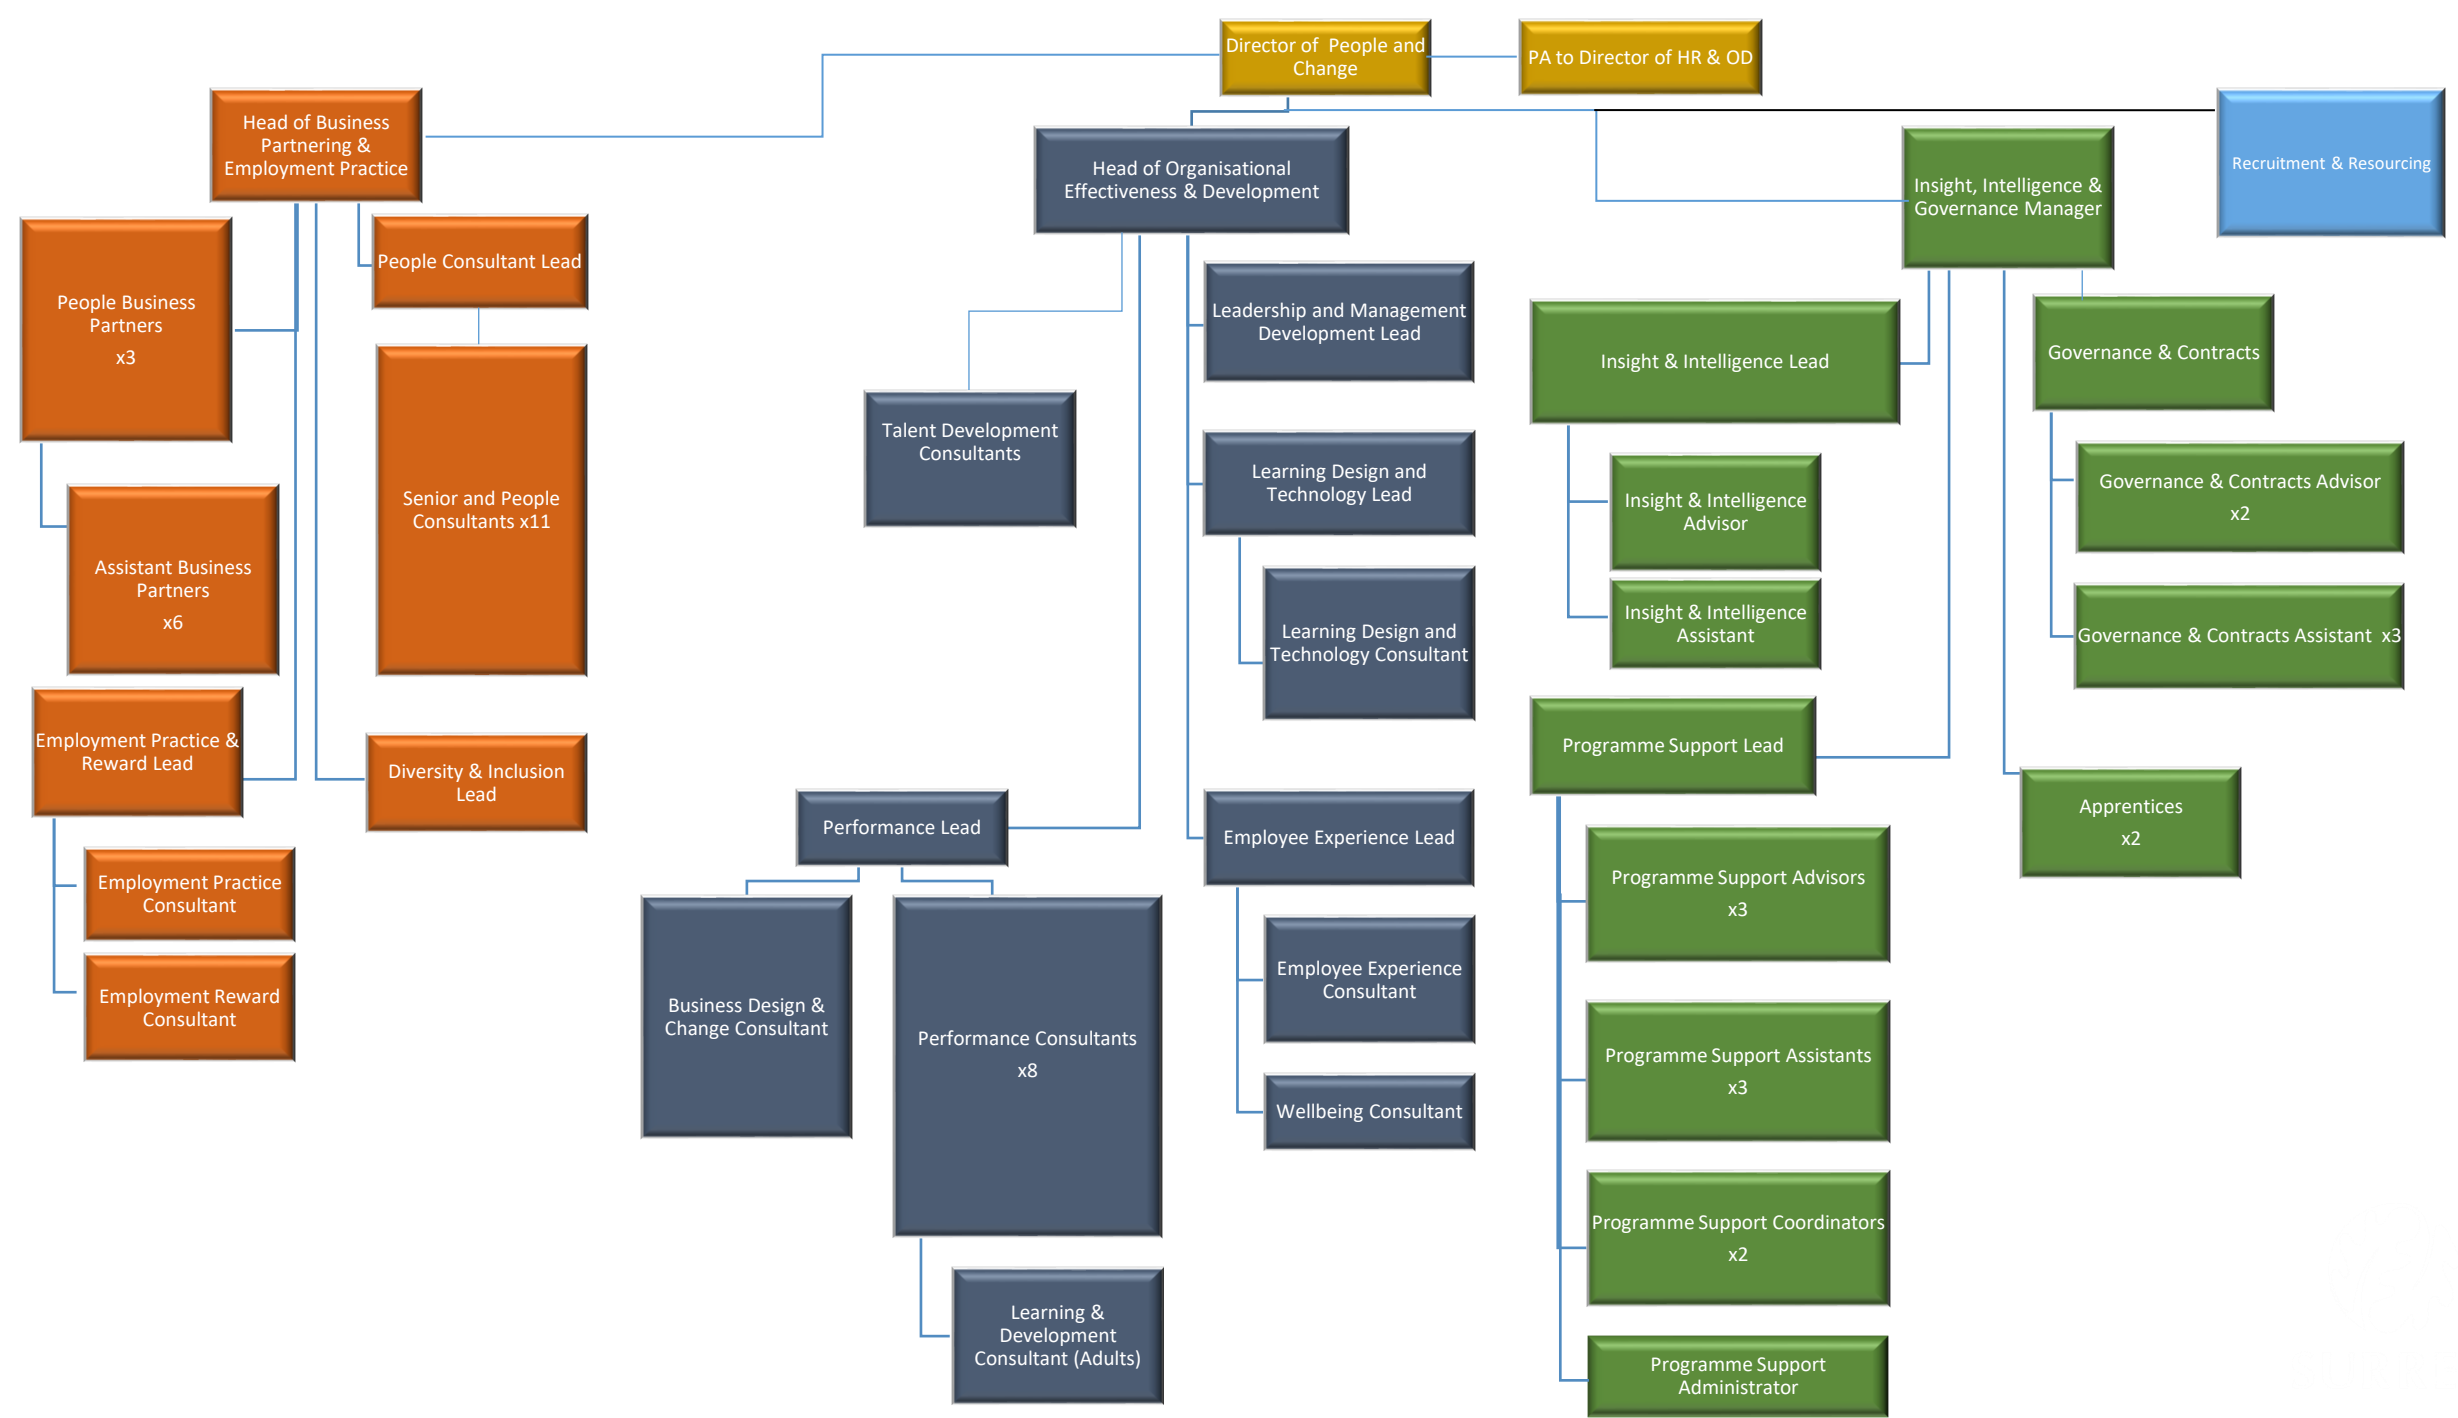 Director of  People and
Change
PA to Director of HR & OD
Head of Business
Partnering &
Employment Practice
Head of Organisational
Effectiveness & Development
Insight, Intelligence &
Governance Manager
Recruitment & Resourcing
People Business
Partners
x3
People Consultant Lead
Senior and People
Consultants x11
Assistant Business
Partners
x6
Employment Practice &
Reward Lead
Diversity & Inclusion
Lead
Employment Practice
Consultant
Employment Reward
Consultant
Talent Development
Consultants
Leadership and Management
Development Lead
Learning Design and
Technology Lead
Learning Design and
Technology Consultant
Performance Lead
Business Design &
Change Consultant
Performance Consultants
x8
Learning &
Development
Consultant (Adults)
Employee Experience Lead
Employee Experience
Consultant
Wellbeing Consultant
Insight & Intelligence Lead
Insight & Intelligence
Advisor
Insight & Intelligence
Assistant
Governance & Contracts
Governance & Contracts Advisor
x2
Governance & Contracts Assistant  x3
Programme Support Lead
Apprentices
x2
Programme Support Advisors
x3
Programme Support Assistants
x3
Programme Support Coordinators
x2
Programme Support
Administrator